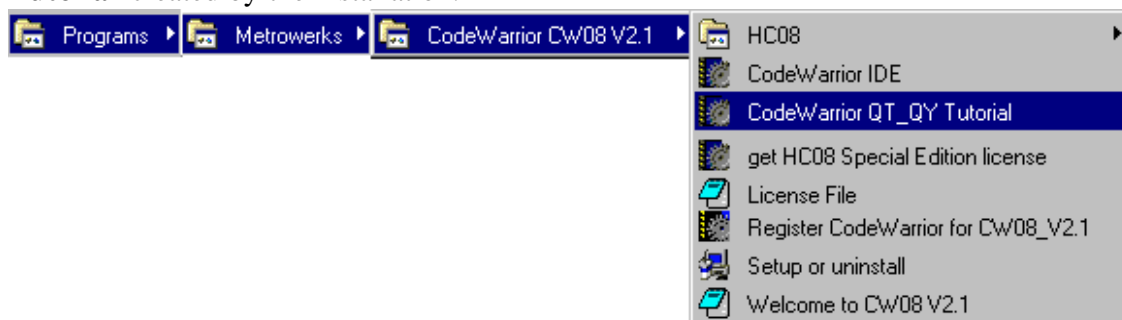 Programs Metrowerks CodeWarrior CW08 V2.1 HC08
CodeWarrior IDE
CodeWarrior QT_QY Tutorial
get HC08 Special Edition license
License File
Register CodeWarrior for CW08_V2.1
Setup or uninstall
Welcome to CW08 V2.1